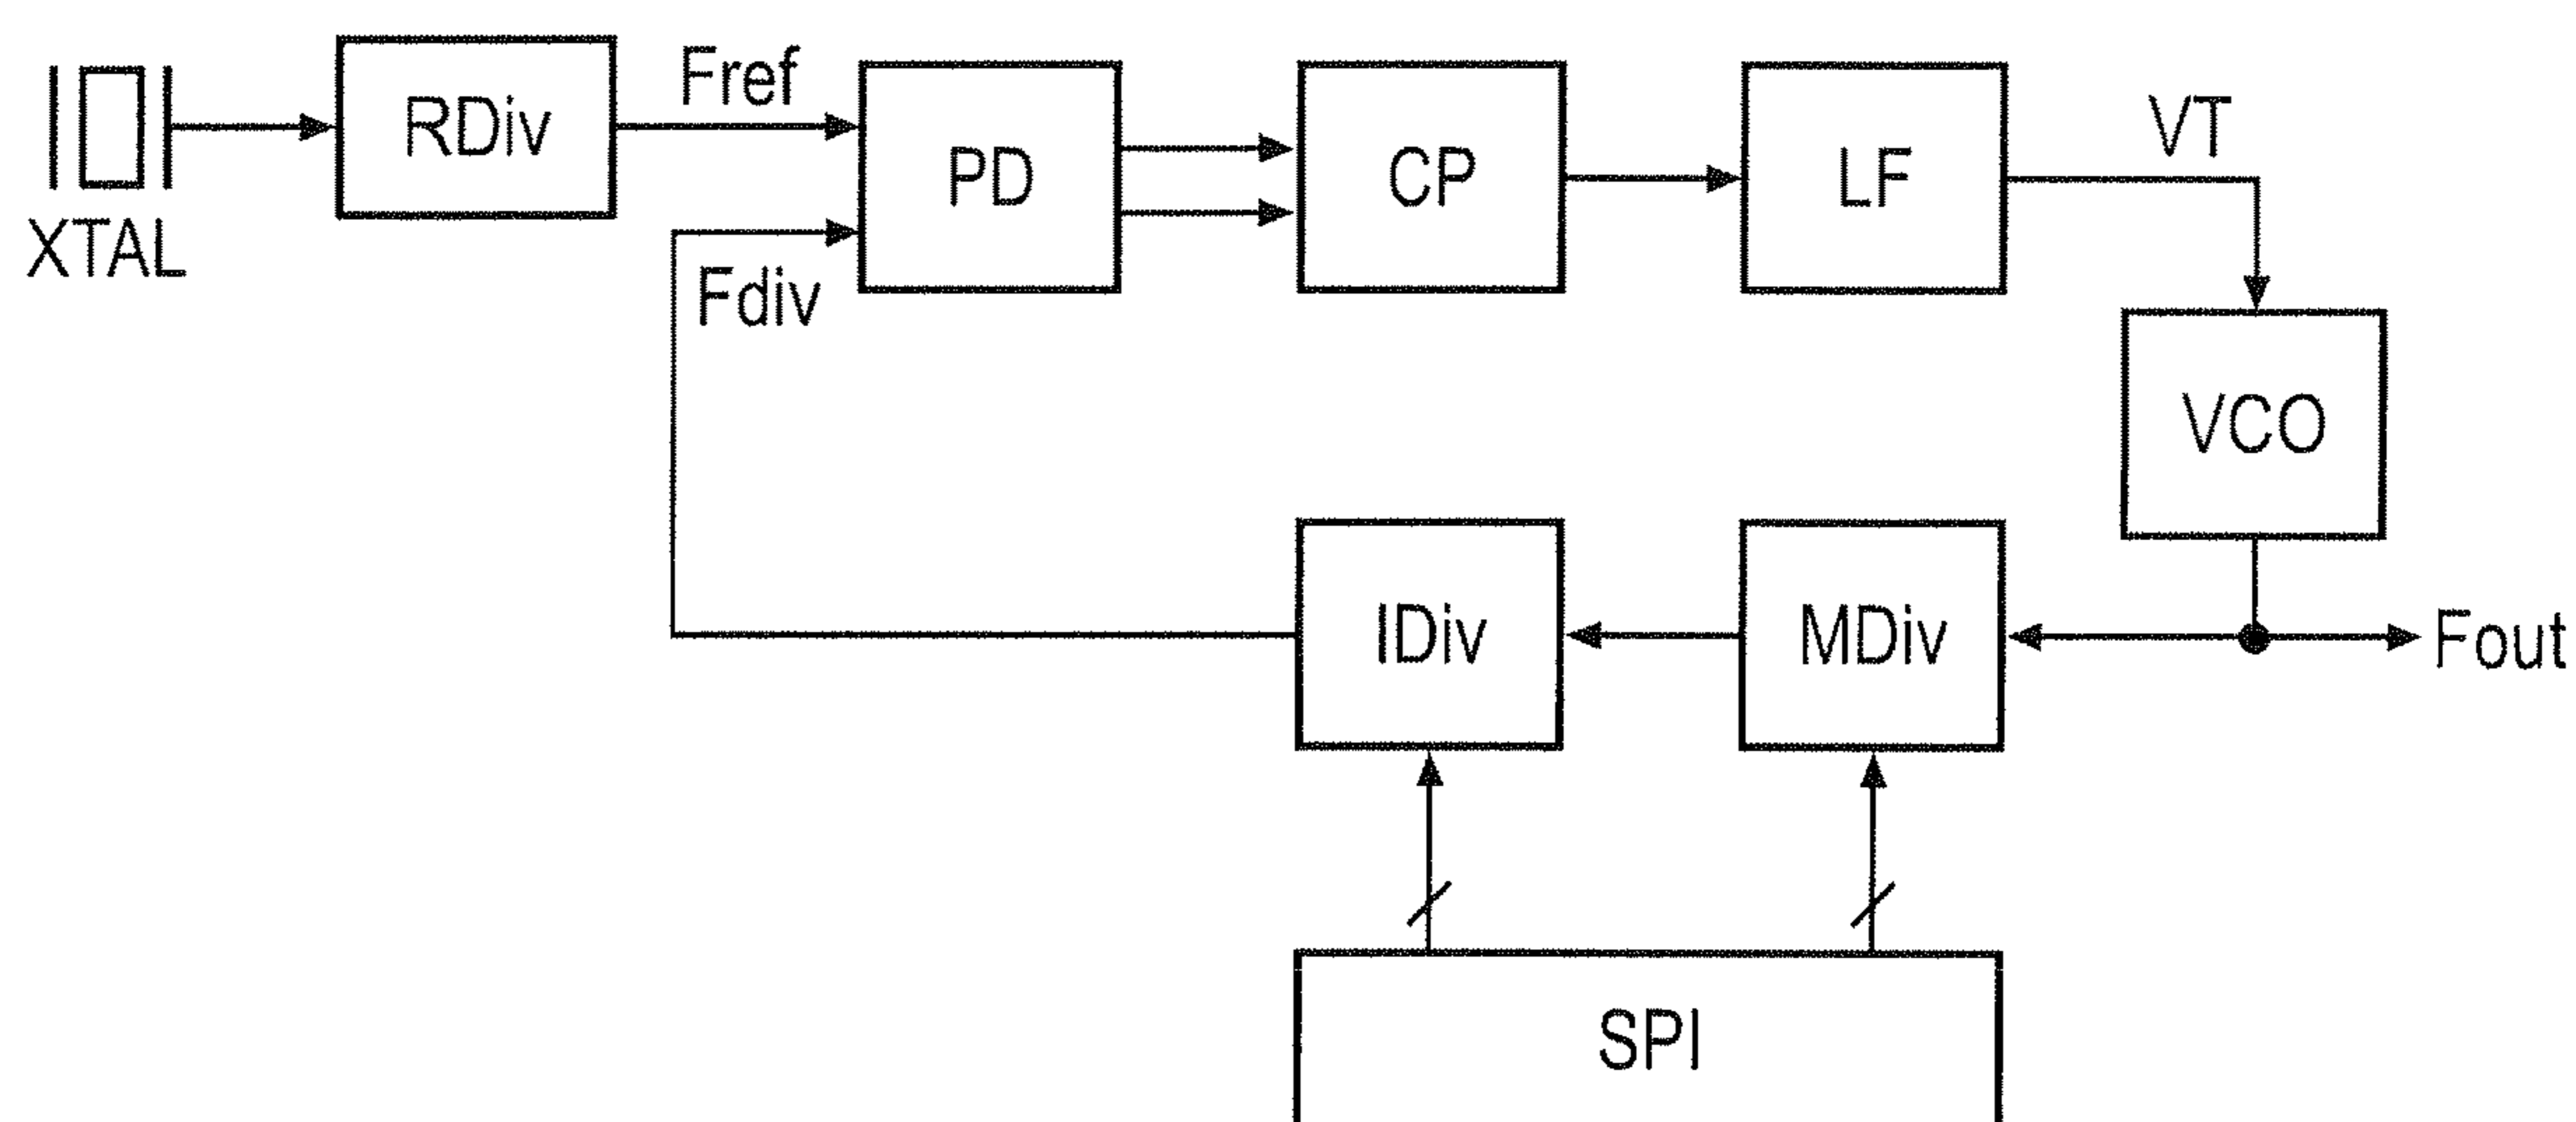 XTAL
RDiv
Fref
Fdiv
PD
CP
LF
VT
VCO
IDiv
MDiv
Fout
SPI